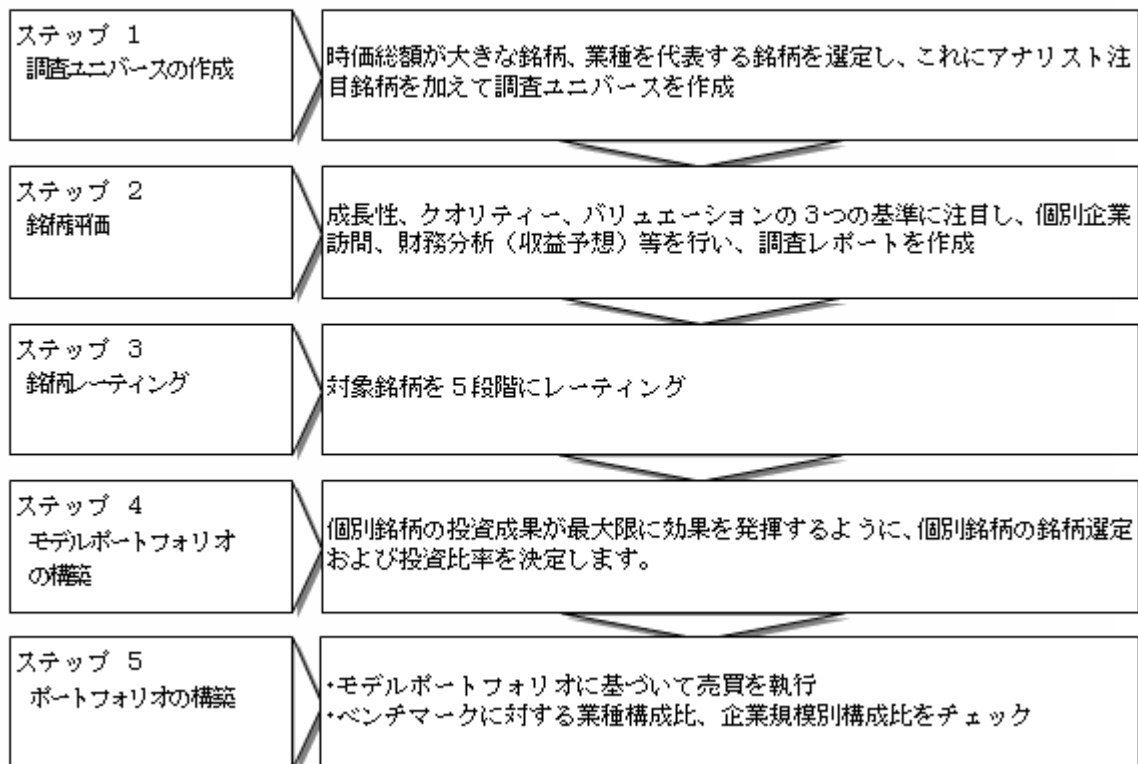 ステップ 1
調査ユニバースの作成
時価総額が大きな銘柄、業種を代表する銘柄を選定し、これにアナリスト注
目銘柄を加えて調査ユニバースを作成
ステップ 2
銘柄評価
成長性、クオリティー、バリュエーションの3つの基準に注目し、個別企業
訪問、財務分析（収益予想）等を行い、調査レポートを作成
ステップ 3
銘柄レーティング
対象銘柄を5段階にレーティング
ステップ 4
モデルポートフォリオ
の構築
個別銘柄の投資成果が最大限に効果を発揮するように、個別銘柄の銘柄選定
および投資比率を決定します。
ステップ 5
ポートフォリオの構築
・モデルポートフォリオに基づいて売買を執行
・ベンチマークに対する業種構成比、企業規模別構成比をチェック